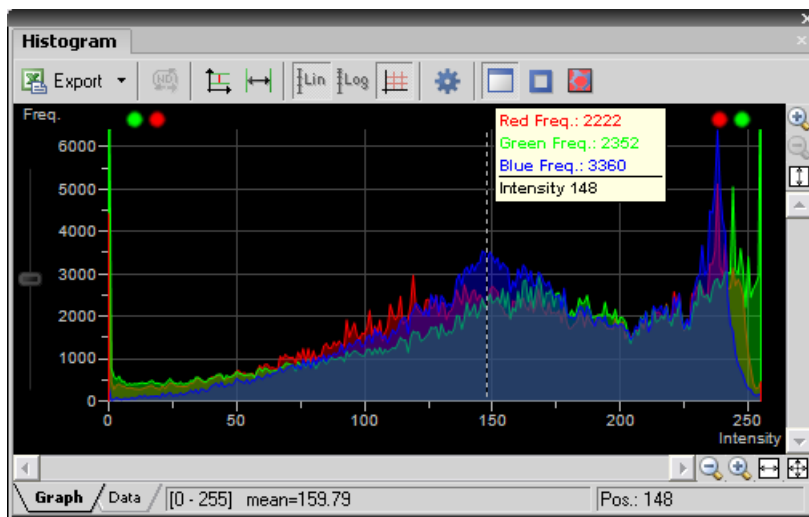 Histogram
Export ND Lin Log
Freq.
Red Freq.: 2222
Green Freq.: 2352
Blue Freq.: 3360
Intensity 148
6000
5000
4000
3000
2000
1000
0
0 50 100 150 200 250
Intensity
Graph Data [0 - 255] mean=159.79 Pos.: 148